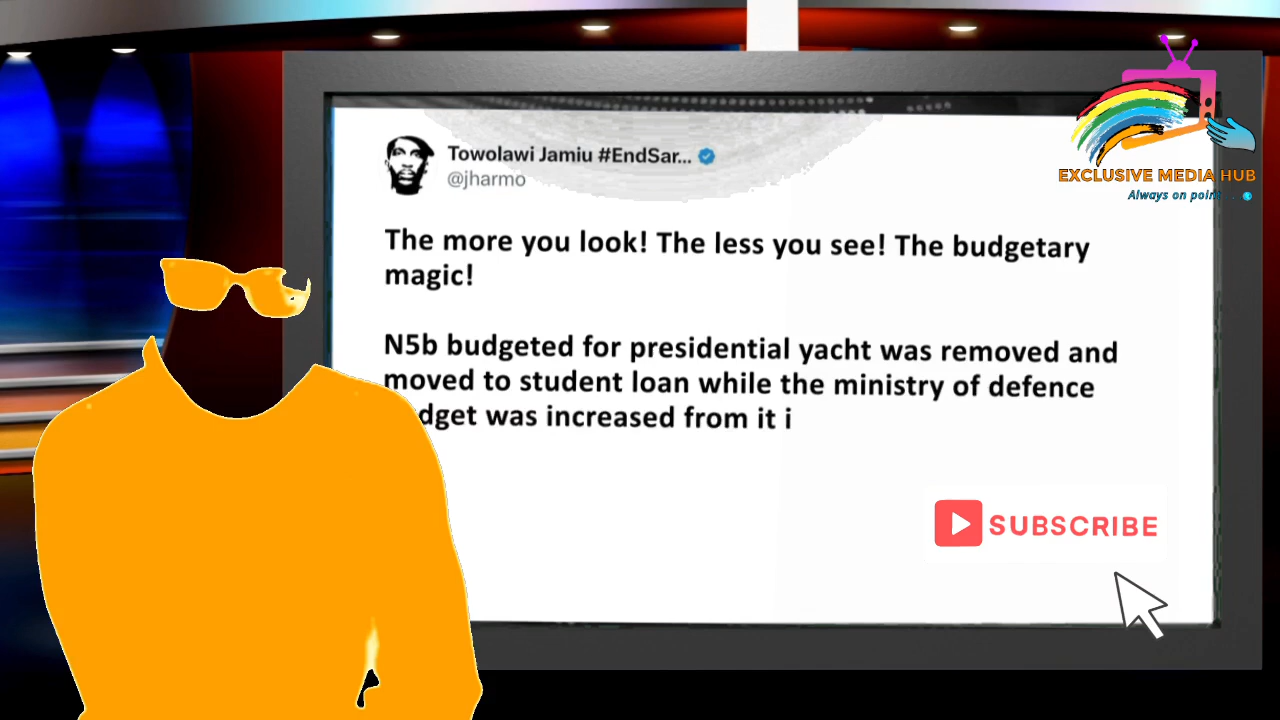 Towolawi Jamiu #EndSar...
@jharmo
EXCLUSIVE MEDIA HUB
Always on point
The more you look! The less you see! The budgetary
magic!
N5b budgeted for presidential yacht was removed and
moved to student loan while the ministry of defence
was increased from it i
SUBSCRIBE